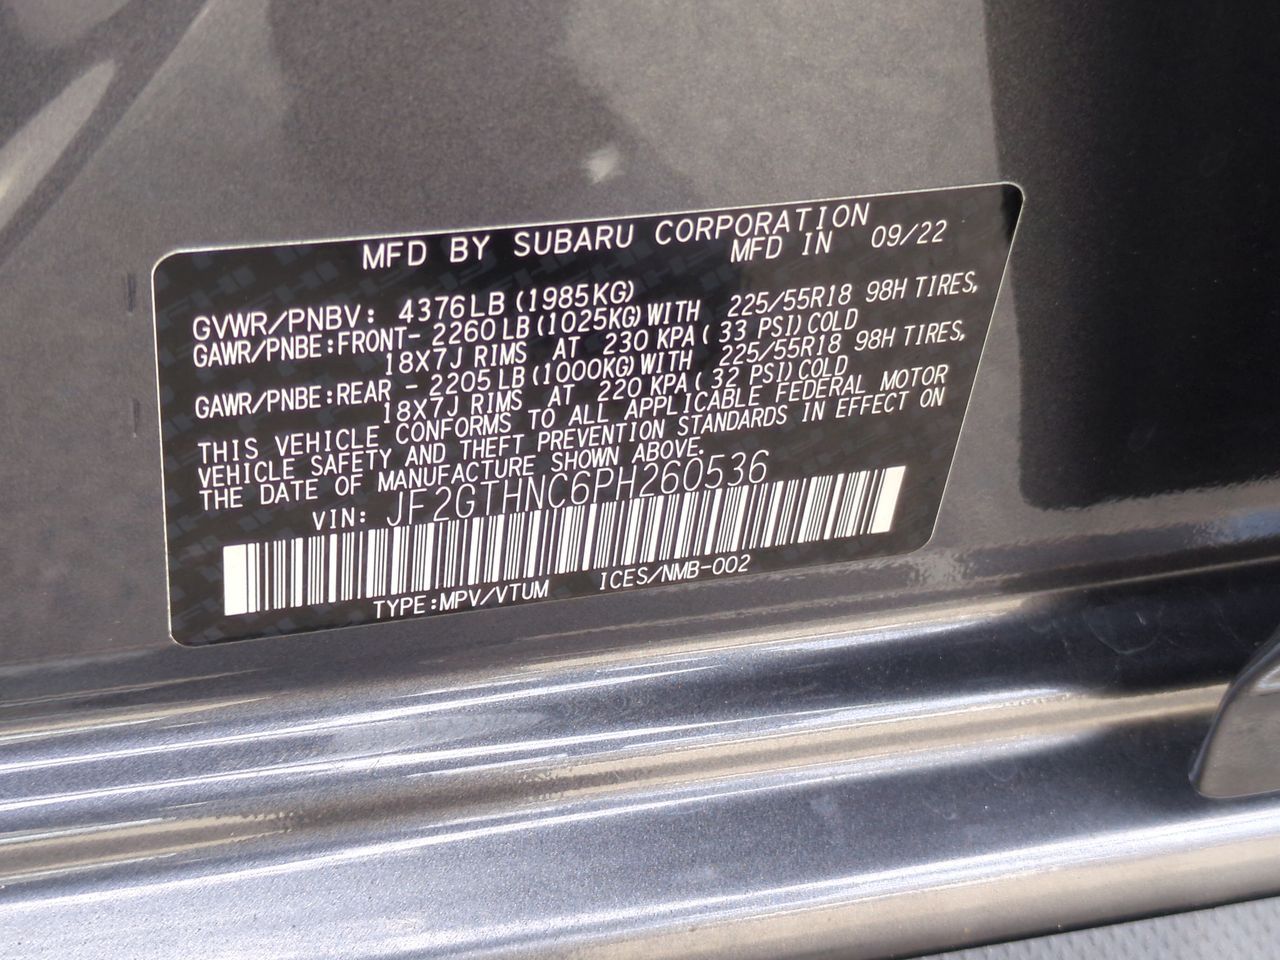 MFD BY SUBARU CORPORATION
MFD IN 09/22
GVWR/PNBV: 4376LB (1985KG)
GAWR/PNBE:FRONT- 2260LB (1025KG) WITH 225/55R18 98H TIRES,
18X7J RIMS AT 230 KPA( 33 PSI) COLD
GAWR/PNBE:REAR - 2205LB (1000KG) WITH 225/55R18 98H TIRES,
18X7J RIMS AT 220 KPA( 32 PSI) COLD
THIS VEHICLE CONFORMS TO ALL APPLICABLE FEDERAL MOTOR
VEHICLE SAFETY AND THEFT PREVENTION STANDARDS IN EFFECT ON
THE DATE OF MANUFACTURE SHOWN ABOVE.
VIN: JF2GTHNC6PH260536
TYPE:MPV/VTUM ICES/NMB-002